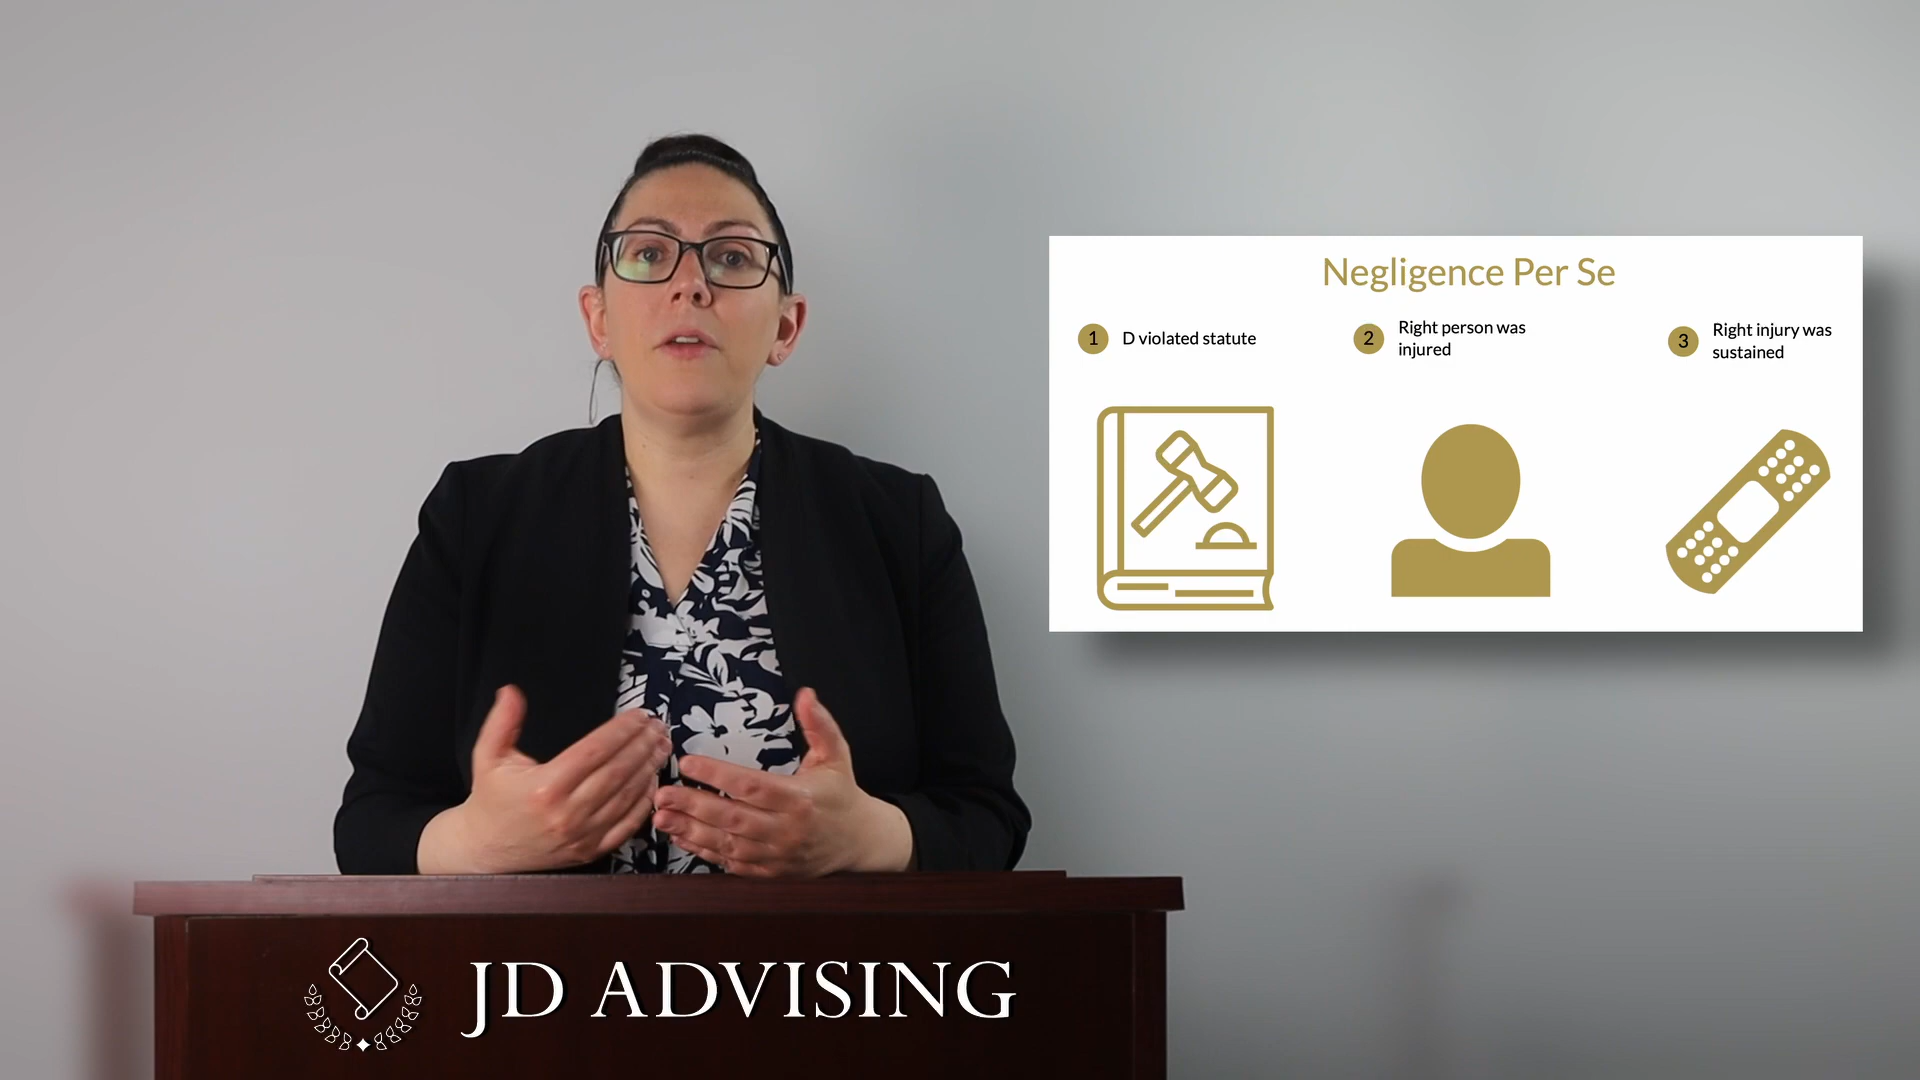 Negligence Per Se
1 D violated statute
2 Right person was
injured
3 Right injury was
sustained
JD ADVISING